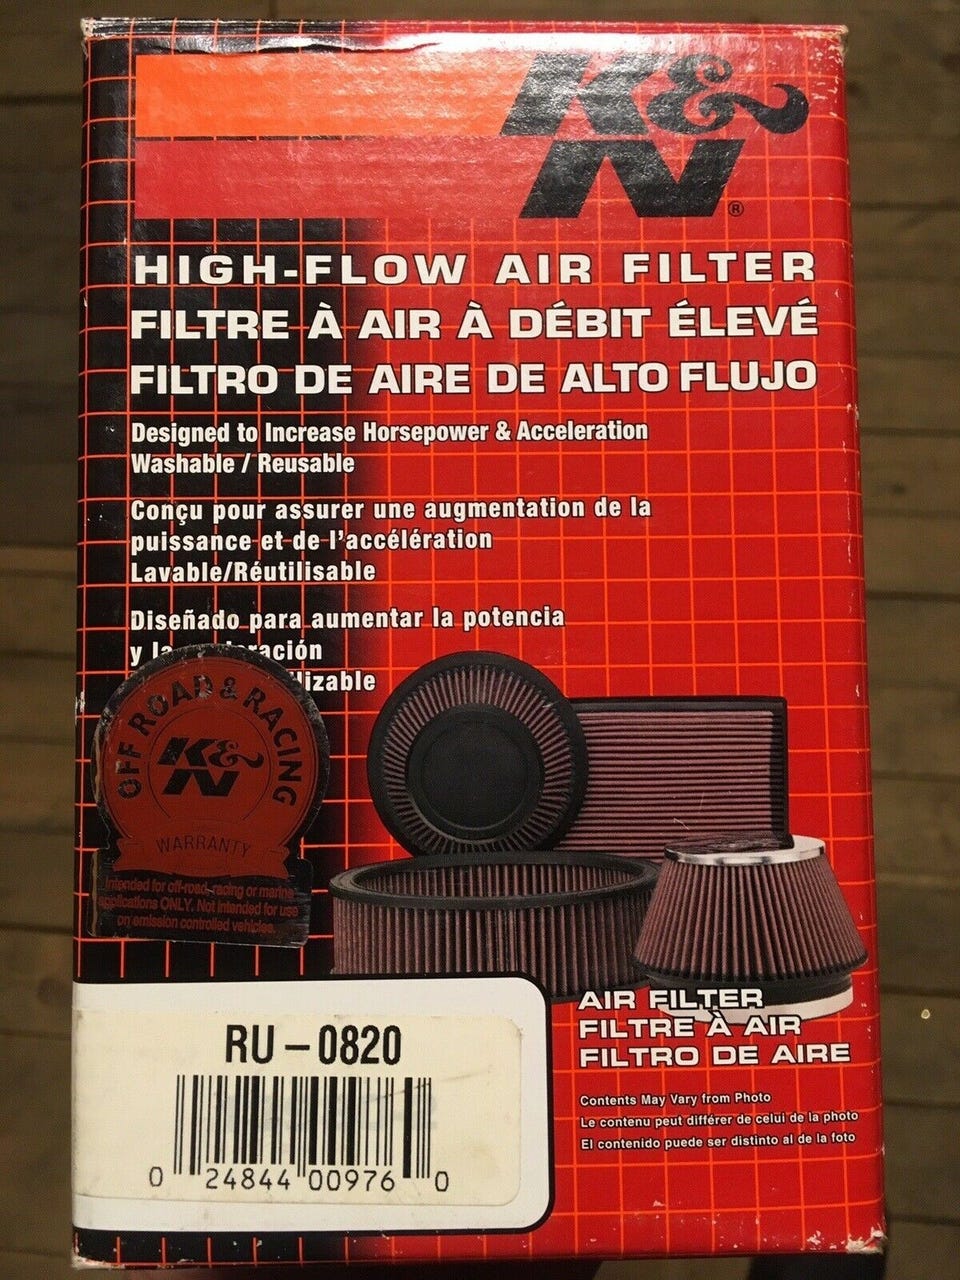 K&N®
HIGH-FLOW AIR FILTER
FILTRE À AIR À DÉBIT ÉLEVÉ
FILTRO DE AIRE DE ALTO FLUJO
Designed to Increase Horsepower & Acceleration
Washable / Reusable
Conçu pour assurer une augmentation de la
puissance et de l'accélération
Lavable/Réutilisable
Diseñado para aumentar la potencia
y
OFF ROAD & RACING
K&N
WARRANTY
Intended for off-road, racing or marine
applications ONLY. Not intended for use
on emission controlled vehicles.
AIR FILTER
FILTRE À AIR
FILTRO DE AIRE
Contents May Vary from Photo
Le contenu peut différer de celui de la photo
El contenido puede ser distinto al de la foto
RU-0820
0 24844 00976 0